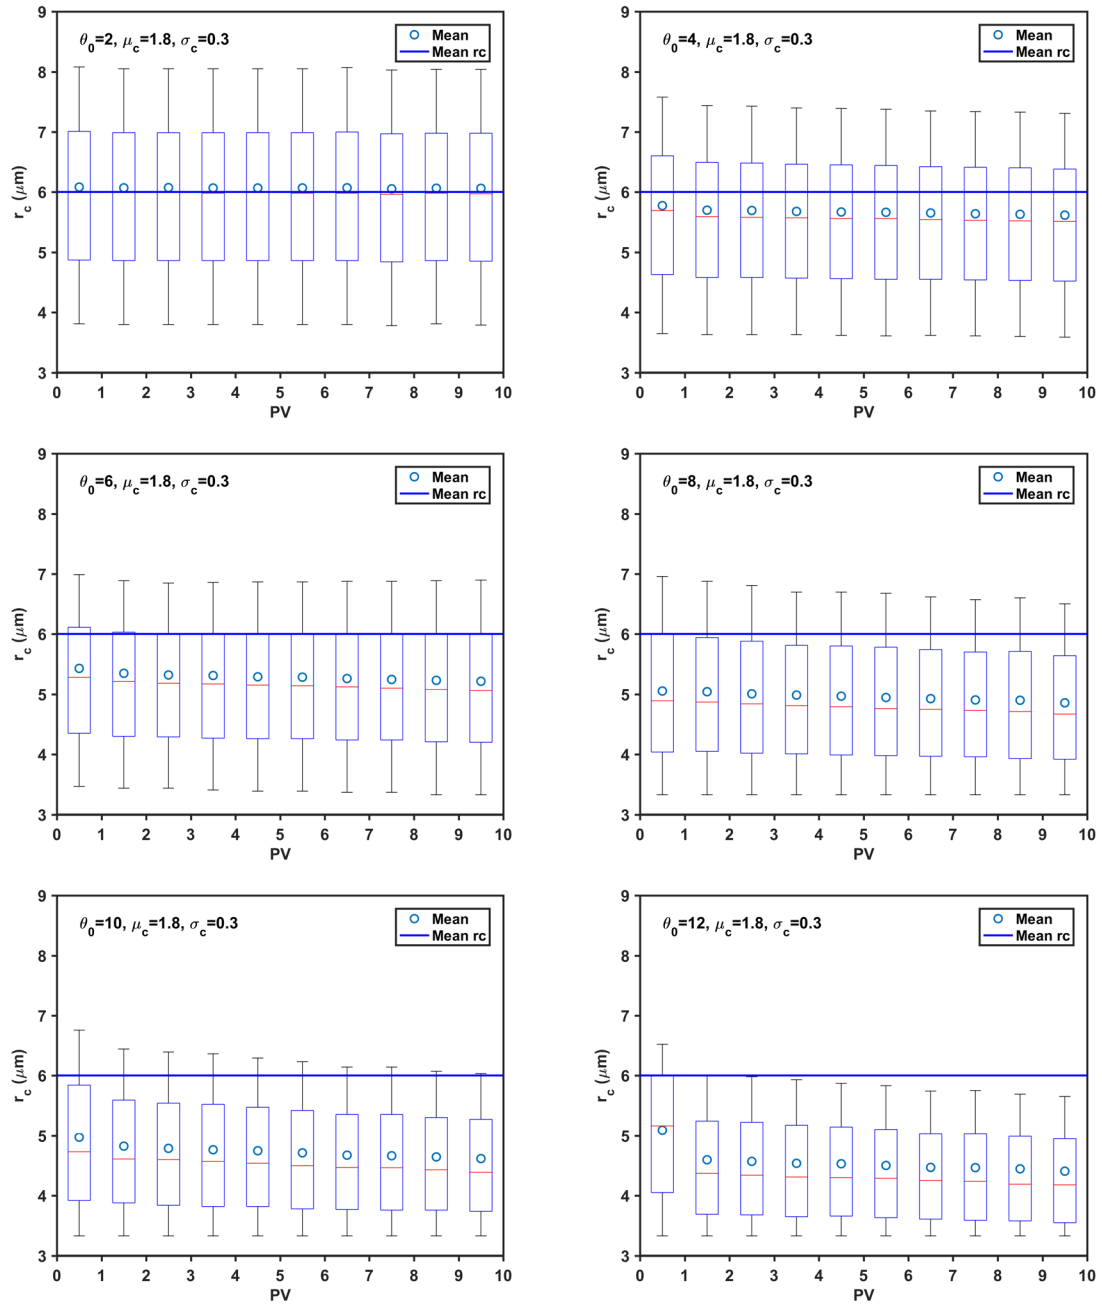 θ0=2, μc=1.8, σc=0.3
Mean
Mean rc
9
8
7
6
5
4
3
rc (μm)
0 1 2 3 4 5 6 7 8 9 10
PV
θ0=4, μc=1.8, σc=0.3
Mean
Mean rc
9
8
7
6
5
4
3
rc (μm)
0 1 2 3 4 5 6 7 8 9 10
PV
θ0=6, μc=1.8, σc=0.3
Mean
Mean rc
9
8
7
6
5
4
3
rc (μm)
0 1 2 3 4 5 6 7 8 9 10
PV
θ0=8, μc=1.8, σc=0.3
Mean
Mean rc
9
8
7
6
5
4
3
rc (μm)
0 1 2 3 4 5 6 7 8 9 10
PV
θ0=10, μc=1.8, σc=0.3
Mean
Mean rc
9
8
7
6
5
4
3
rc (μm)
0 1 2 3 4 5 6 7 8 9 10
PV
θ0=12, μc=1.8, σc=0.3
Mean
Mean rc
9
8
7
6
5
4
3
rc (μm)
0 1 2 3 4 5 6 7 8 9 10
PV